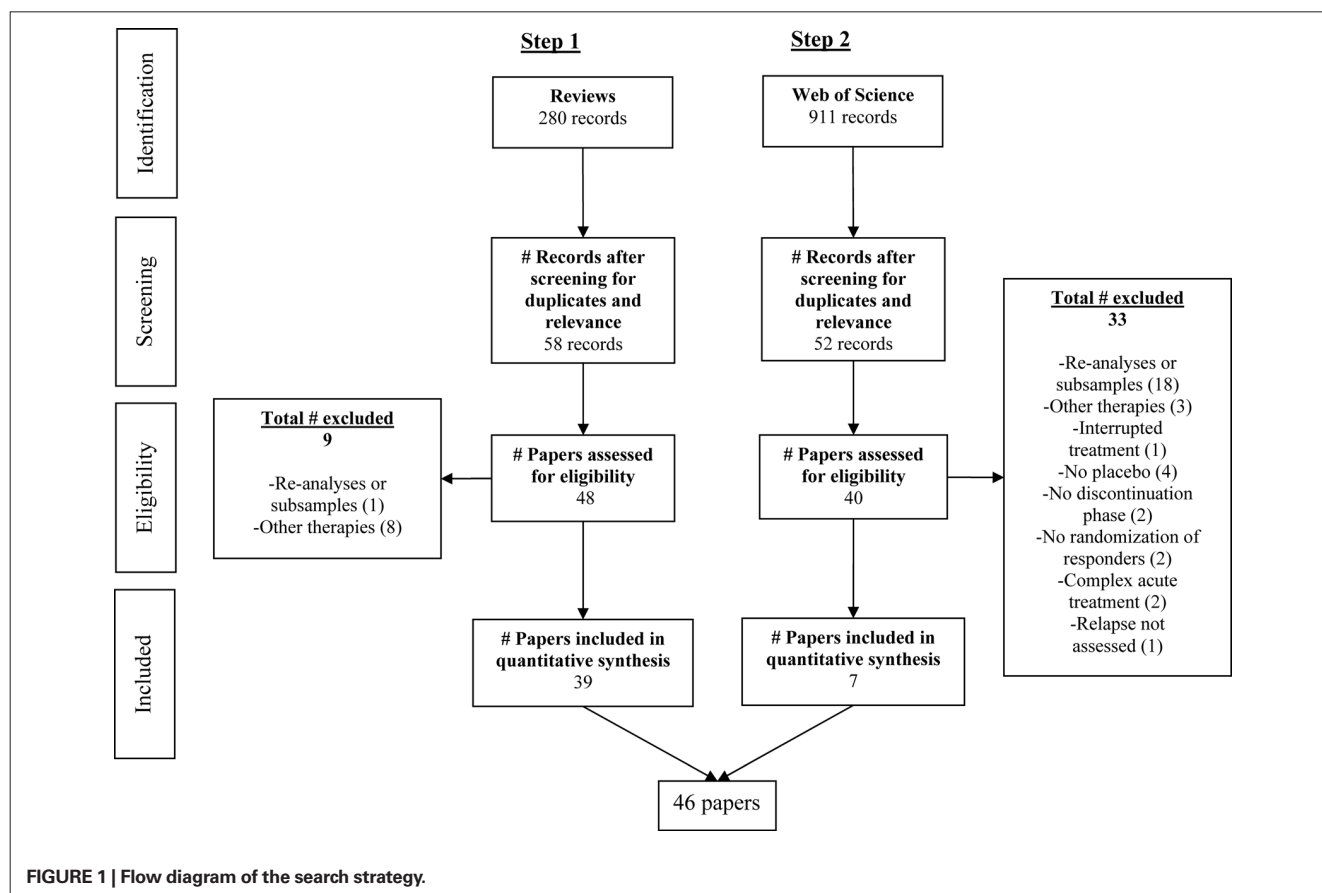 Step 1
Step 2
Identification
Reviews
280 records
Web of Science
911 records
Screening
# Records after
screening for
duplicates and
relevance
58 records
# Records after
screening for
duplicates and
relevance
52 records
Total # excluded
33
-Re-analyses or
subsamples (18)
-Other therapies (3)
-Interrupted
treatment (1)
-No placebo (4)
-No discontinuation
phase (2)
-No randomization of
responders (2)
-Complex acute
treatment (2)
-Relapse not
assessed (1)
Eligibility
Total # excluded
9
-Re-analyses or
subsamples (1)
-Other therapies (8)
# Papers assessed
for eligibility
48
# Papers assessed
for eligibility
40
Included
# Papers included in
quantitative synthesis
39
# Papers included in
quantitative synthesis
7
46 papers
FIGURE 1 | Flow diagram of the search strategy.